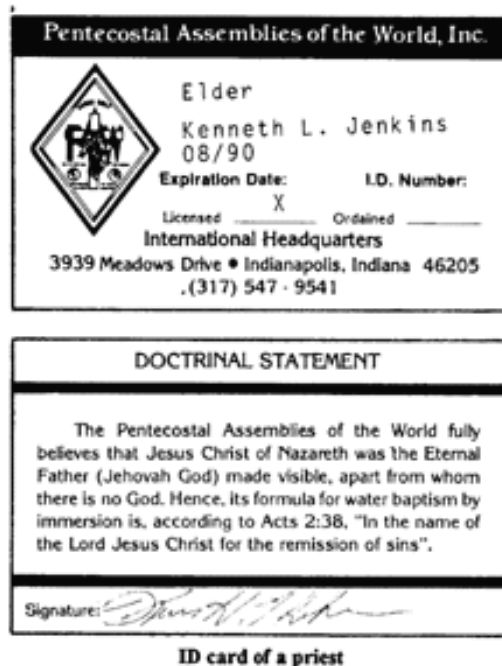 Pentecostal Assemblies of the World, Inc.
PAW
Elder
Kenneth L. Jenkins
08/90
Expiration Date: I.D. Number:
Licensed X Ordained
International Headquarters
3939 Meadows Drive • Indianapolis, Indiana 46205
(317) 547 - 9541
DOCTRINAL STATEMENT
The Pentecostal Assemblies of the World fully
believes that Jesus Christ of Nazareth was the Eternal
Father (Jehovah God) made visible, apart from whom
there is no God. Hence, its formula for water baptism by
immersion is, according to Acts 2:38, "In the name of
the Lord Jesus Christ for the remission of sins".
Signature:
ID card of a priest